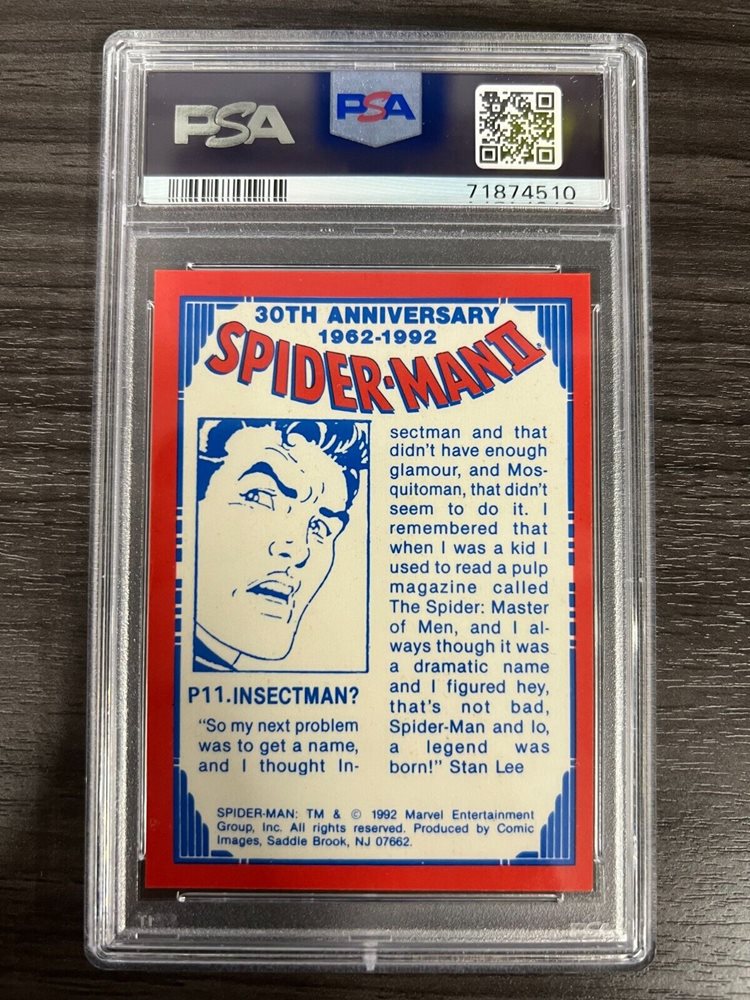 PSA
PSA
71874510
30TH ANNIVERSARY
1962-1992
SPIDER-MAN II
P11. INSECTMAN?
"So my next problem
was to get a name,
and I thought In-
sectman and that
didn't have enough
glamour, and Mos-
quitoman, that didn't
seem to do it. I
remembered that
when I was a kid I
used to read a pulp
magazine called
The Spider: Master
of Men, and I al-
ways though it was
a dramatic name
and I figured hey,
that's not bad,
Spider-Man and lo,
a legend was
born!" Stan Lee
SPIDER-MAN: TM & © 1992 Marvel Entertainment
Group, Inc. All rights reserved. Produced by Comic
Images, Saddle Brook, NJ 07662.